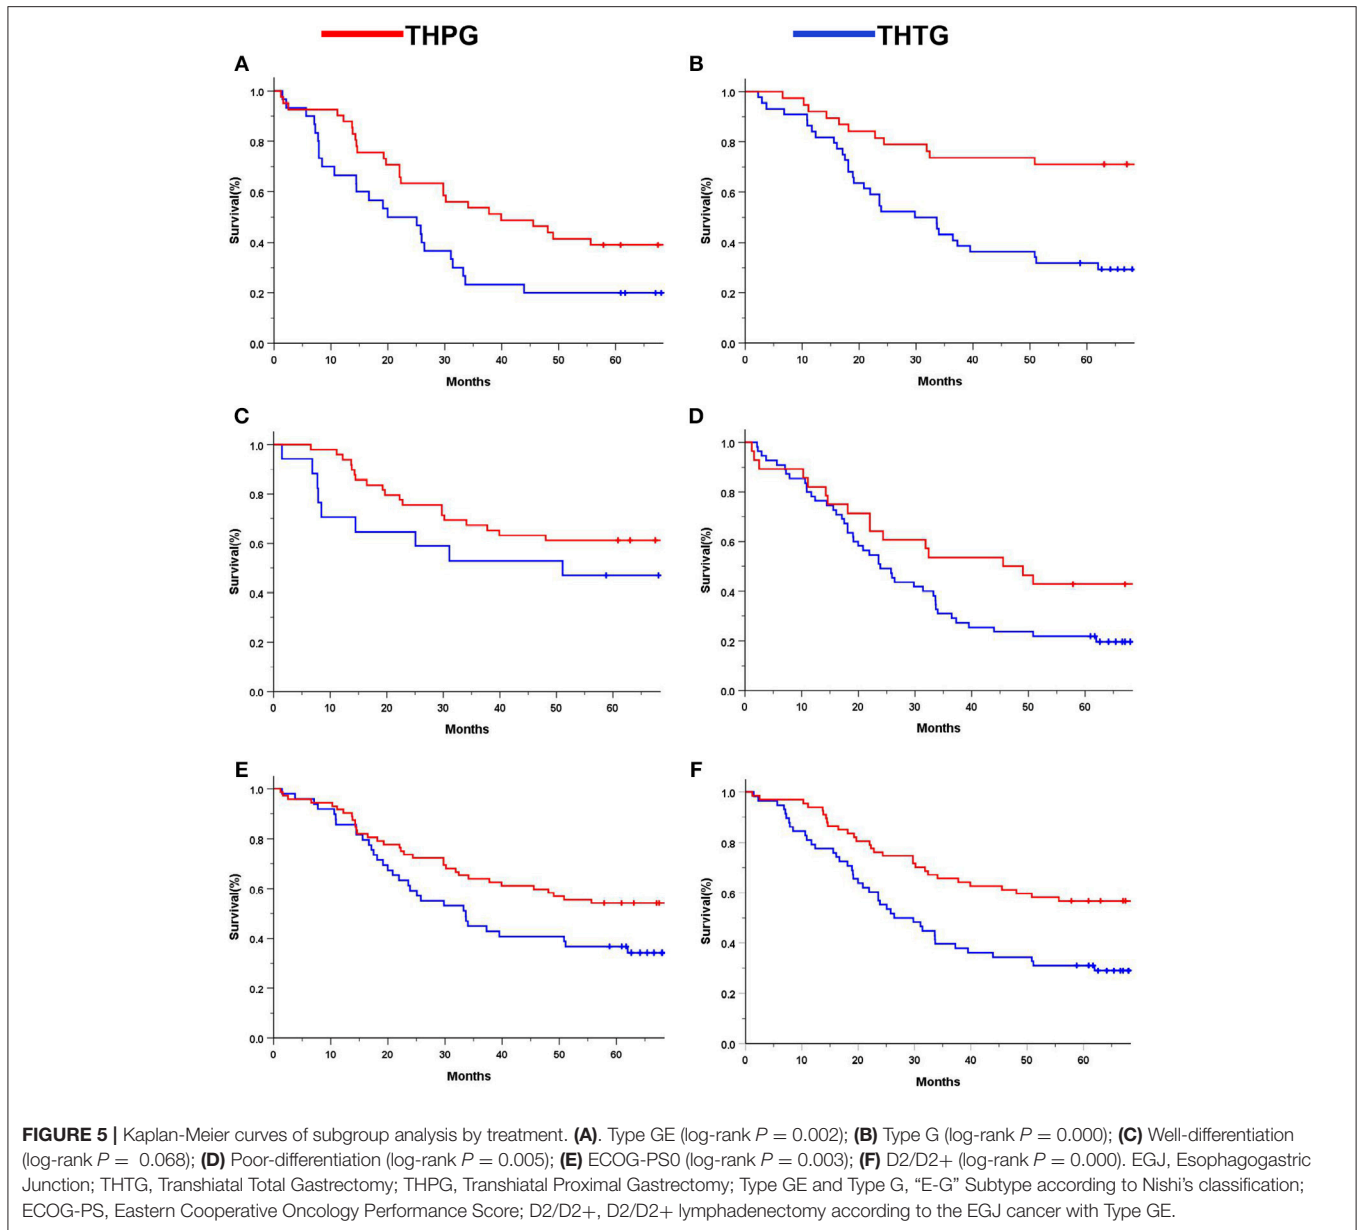 THPG THTG
A
1.0
0.8
0.6
0.4
0.2
0.0
Survival(%)
0 10 20 30 40 50 60
Months
B
1.0
0.8
0.6
0.4
0.2
0.0
Survival(%)
0 10 20 30 40 50 60
Months
C
1.0
0.8
0.6
0.4
0.2
0.0
Survival(%)
0 10 20 30 40 50 60
Months
D
1.0
0.8
0.6
0.4
0.2
0.0
Survival(%)
0 10 20 30 40 50 60
Months
E
1.0
0.8
0.6
0.4
0.2
0.0
Survival(%)
0 10 20 30 40 50 60
Months
F
1.0
0.8
0.6
0.4
0.2
0.0
Survival(%)
0 10 20 30 40 50 60
Months
FIGURE 5 | Kaplan-Meier curves of subgroup analysis by treatment. (A). Type GE (log-rank P = 0.002); (B) Type G (log-rank P = 0.000); (C) Well-differentiation
(log-rank P = 0.068); (D) Poor-differentiation (log-rank P = 0.005); (E) ECOG-PS0 (log-rank P = 0.003); (F) D2/D2+ (log-rank P = 0.000). EGJ, Esophagogastric
Junction; THTG, Transhiatal Total Gastrectomy; THPG, Transhiatal Proximal Gastrectomy; Type GE and Type G, “E-G” Subtype according to Nishi’s classification;
ECOG-PS, Eastern Cooperative Oncology Performance Score; D2/D2+, D2/D2+ lymphadenectomy according to the EGJ cancer with Type GE.